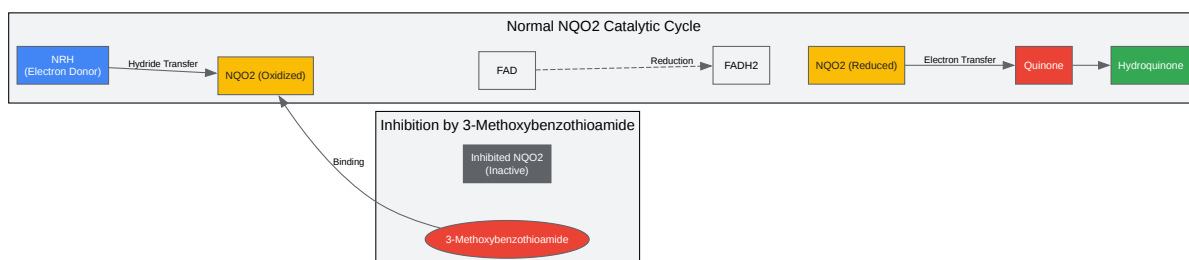 Normal NQO2 Catalytic Cycle
NRH
(Electron Donor)
Hydride Transfer
NQO2 (Oxidized)
FAD
Reduction
FADH2
NQO2 (Reduced)
Electron Transfer
Quinone
Hydroquinone
Inhibition by 3-Methoxybenzothioamide
Inhibited NQO2
(Inactive)
Binding
3-Methoxybenzothioamide